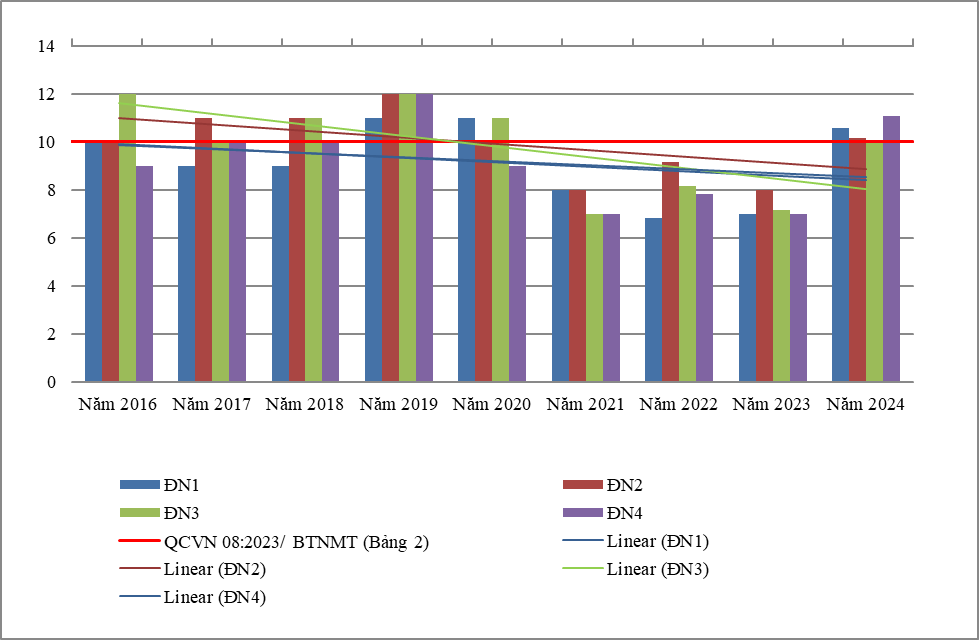 14
12
10
8
6
4
2
0
Năm 2016 Năm 2017 Năm 2018 Năm 2019 Năm 2020 Năm 2021 Năm 2022 Năm 2023 Năm 2024
ĐN1 ĐN2
ĐN3 ĐN4
QCVN 08:2023/ BTNMT (Bảng 2) Linear (ĐN1)
Linear (ĐN2) Linear (ĐN3)
Linear (ĐN4)